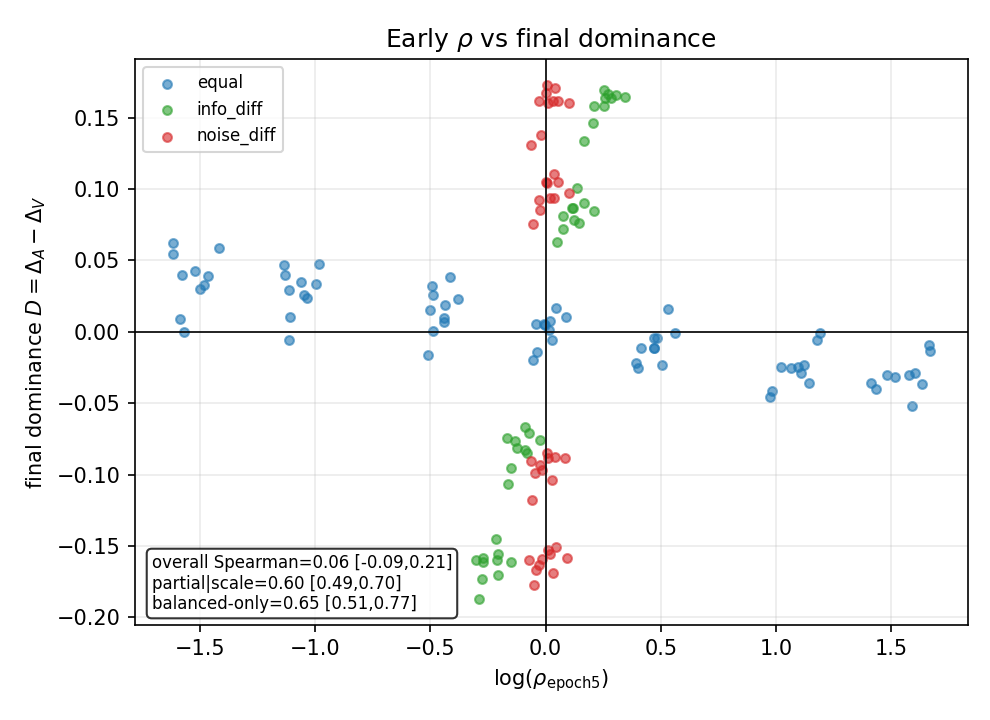 Early ρ vs final dominance
equal
info_diff
noise_diff
final dominance D = Δ_A − Δ_V
0.15
0.10
0.05
0.00
−0.05
−0.10
−0.15
−0.20
overall Spearman=0.06 [-0.09,0.21]
partial|scale=0.60 [0.49,0.70]
balanced-only=0.65 [0.51,0.77]
−1.5 −1.0 −0.5 0.0 0.5 1.0 1.5
log(ρ_epoch5)